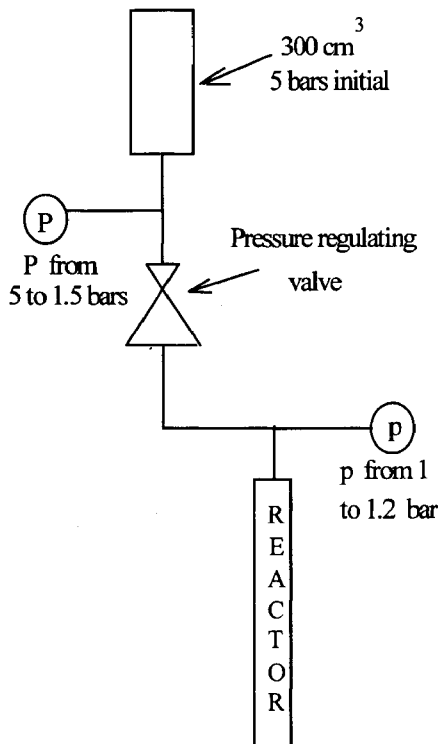 300 cm 3
5 bars initial
P
P from
5 to 1.5 bars
Pressure regulating
valve
p
p from 1
to 1.2 bar
R
E
A
C
T
O
R